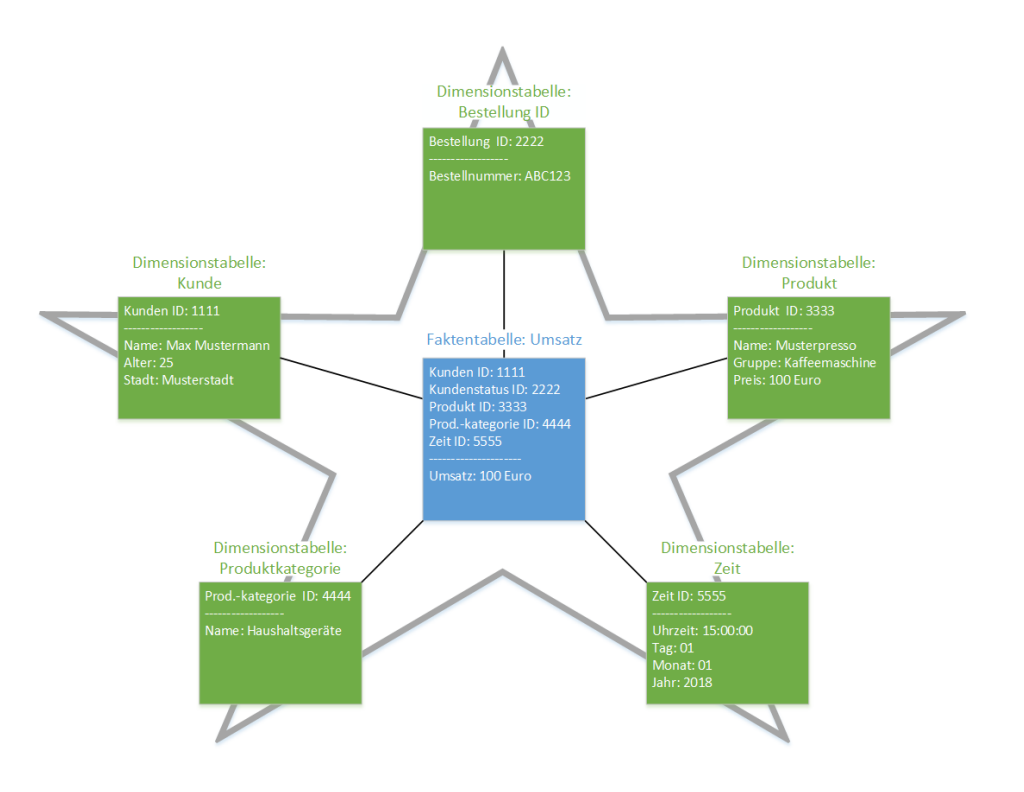 Dimensionstabelle:
Bestellung ID
Bestellung ID: 2222
------------------
Bestellnummer: ABC123
Dimensionstabelle:
Kunde
Kunden ID: 1111
------------------
Name: Max Mustermann
Alter: 25
Stadt: Musterstadt
Dimensionstabelle:
Produkt
Produkt ID: 3333
------------------
Name: Musterpresso
Gruppe: Kaffeemaschine
Preis: 100 Euro
Faktentabelle: Umsatz
Kunden ID: 1111
Kundenstatus ID: 2222
Produkt ID: 3333
Prod.-kategorie ID: 4444
Zeit ID: 5555
---------------------
Umsatz: 100 Euro
Dimensionstabelle:
Produktkategorie
Prod.-kategorie ID: 4444
------------------
Name: Haushaltsgeräte
Dimensionstabelle:
Zeit
Zeit ID: 5555
------------------
Uhrzeit: 15:00:00
Tag: 01
Monat: 01
Jahr: 2018